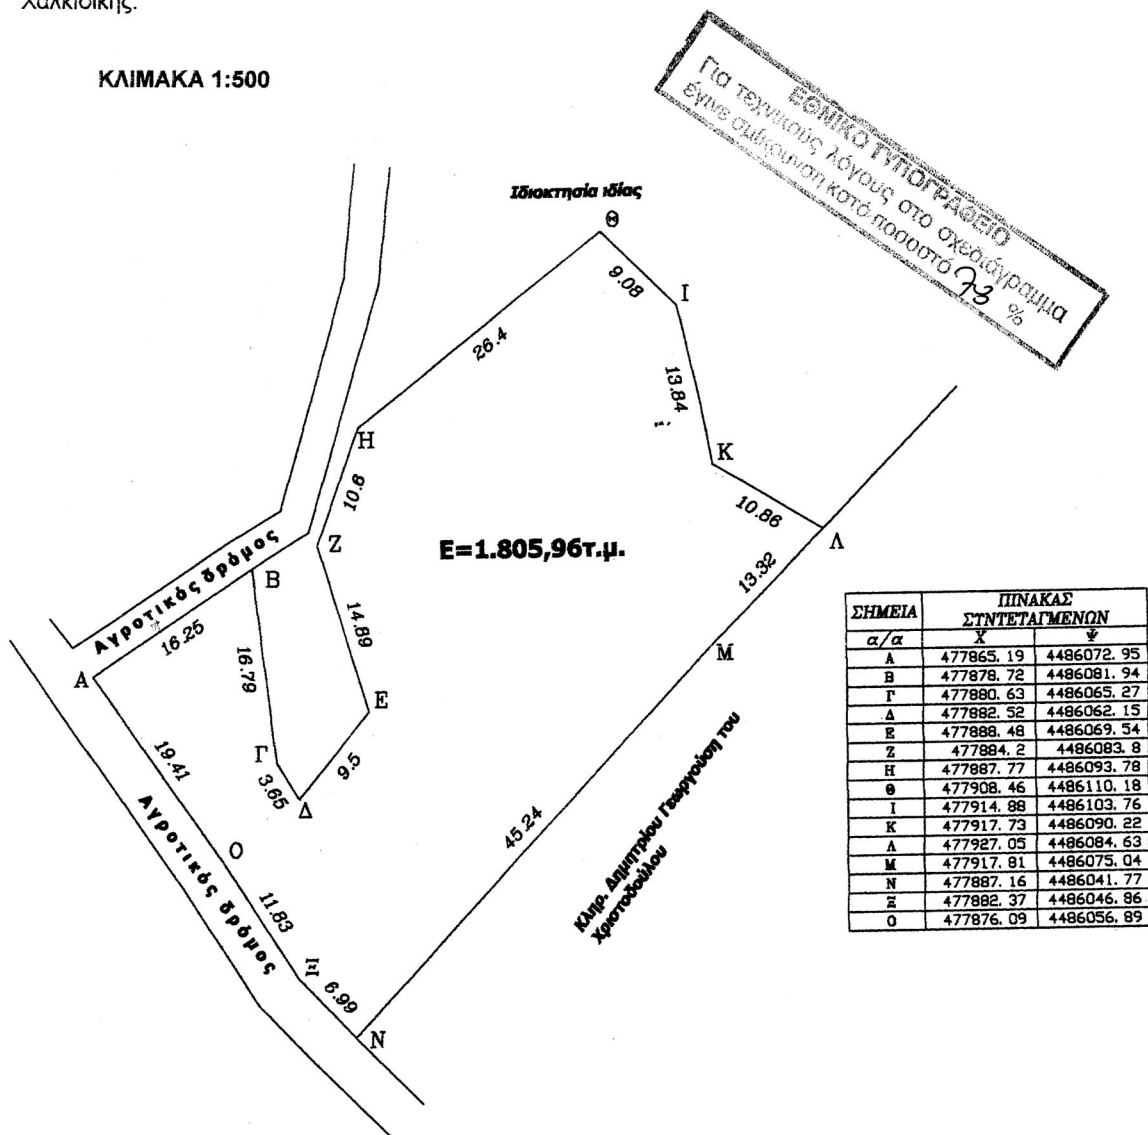 Χαλκιδικής.
ΚΛΙΜΑΚΑ 1:500
ΕΘΝΙΚΟ ΤΥΠΟΓΡΑΦΕΙΟ
Για τεχνικούς λόγους στο σχεδιάγραμμα
έγινε σμίκρυνση κατά ποσοστό 73 %
Ιδιοκτησία ιδίας
Θ
9.08
Ι
26.4
13.84
Η
Κ
10.6
10.86
Ζ
Ε=1.805,96τ.μ.
Λ
Αγροτικός δρόμος
Β
13.32
16.25
14.89
16.79
Μ
Α
Ε
Γ
19.41
9.5
3.65
Δ
Κληρ. Δημητρίου Γεωργούδη του
Χριστοδούλου
45.24
Ο
Αγροτικός δρόμος
11.83
Ξ
6.99
Ν
ΣΗΜΕΙΑ ΠΙΝΑΚΑΣ
ΣΥΝΤΕΤΑΓΜΕΝΩΝ
α/α Χ Ψ
Α 477865.19 4486072.95
Β 477878.72 4486081.94
Γ 477880.63 4486065.27
Δ 477882.52 4486062.15
Ε 477888.48 4486069.54
Ζ 477884.2 4486083.8
Η 477887.77 4486093.78
Θ 477908.46 4486110.18
Ι 477914.88 4486103.76
Κ 477917.73 4486090.22
Λ 477927.05 4486084.63
Μ 477917.81 4486075.04
Ν 477887.16 4486041.77
Ξ 477882.37 4486046.86
Ο 477876.09 4486056.89